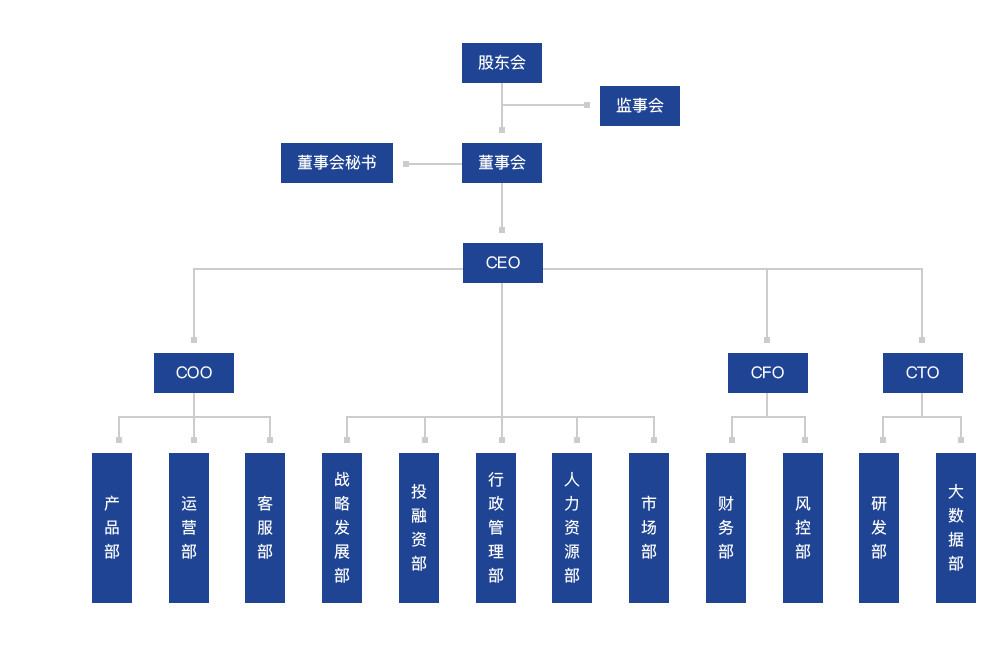 股东会
监事会
董事会秘书
董事会
CEO
COO
CFO
CTO
产品部
运营部
客服部
战略发展部
投融资部
行政管理部
人力资源部
市场部
财务部
风控部
研发部
大数据部